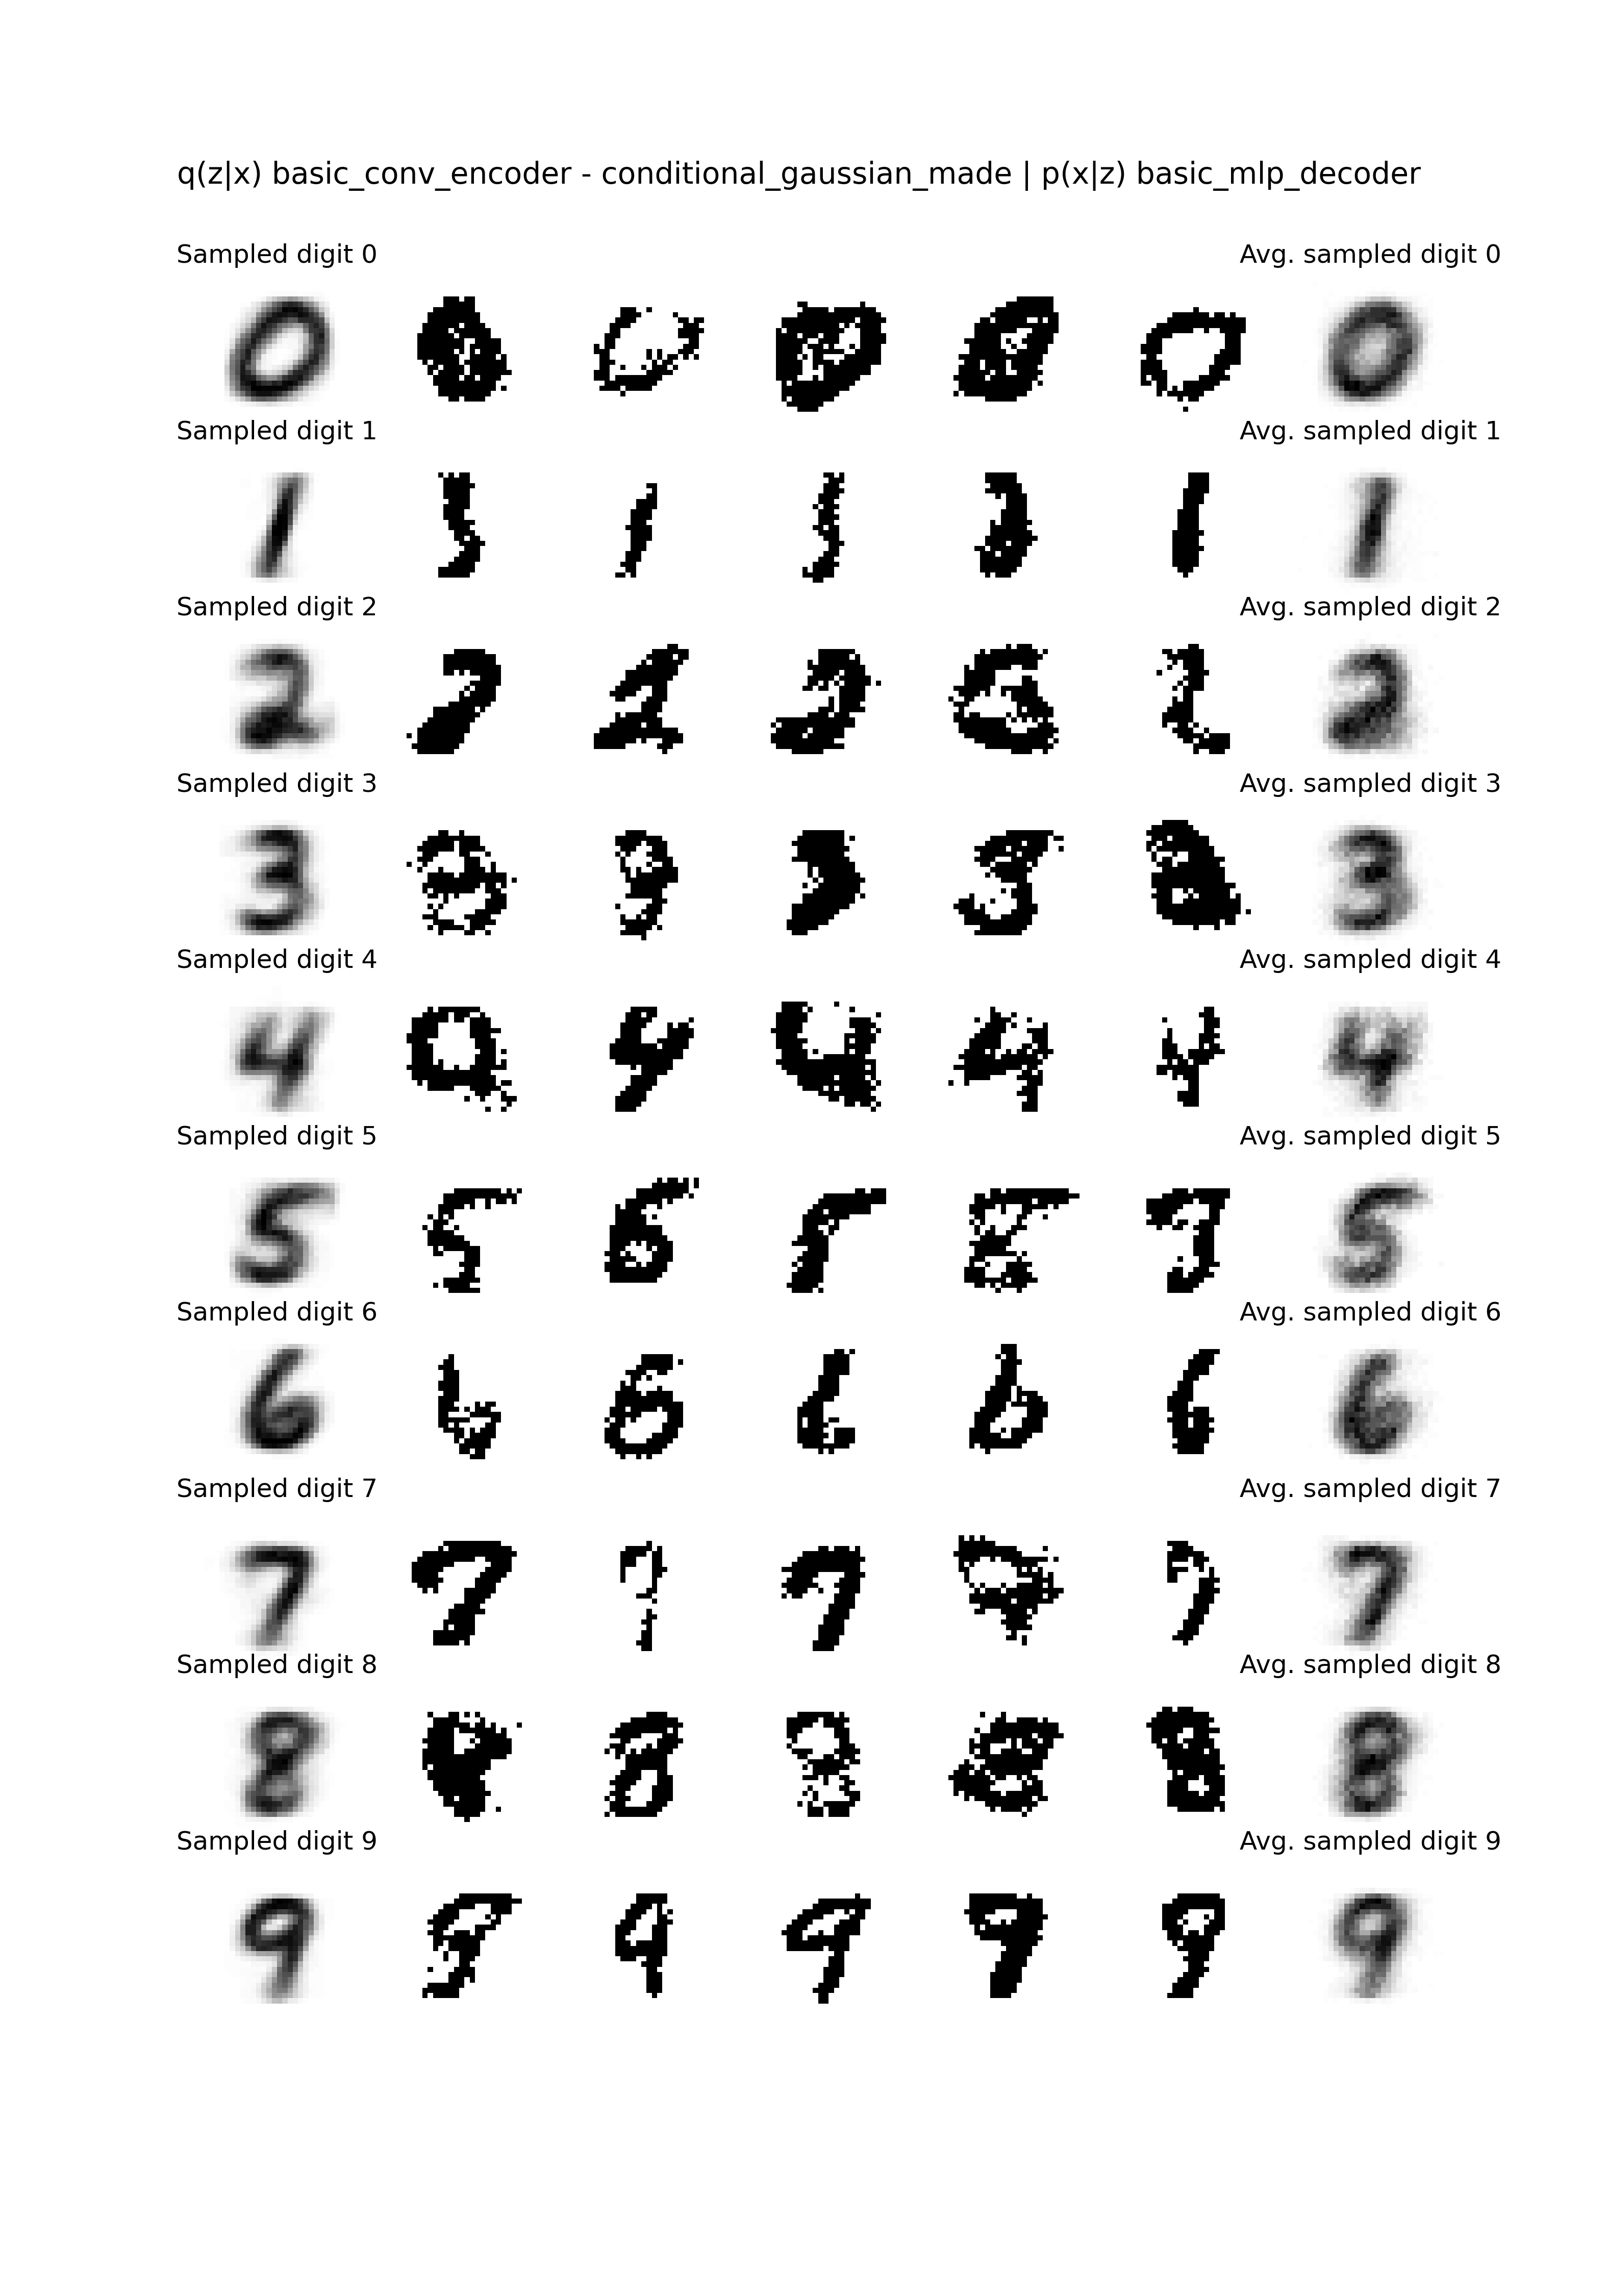 q(z|x) basic_conv_encoder - conditional_gaussian_made | p(x|z) basic_mlp_decoder
Sampled digit 0 Avg. sampled digit 0
Sampled digit 1 Avg. sampled digit 1
Sampled digit 2 Avg. sampled digit 2
Sampled digit 3 Avg. sampled digit 3
Sampled digit 4 Avg. sampled digit 4
Sampled digit 5 Avg. sampled digit 5
Sampled digit 6 Avg. sampled digit 6
Sampled digit 7 Avg. sampled digit 7
Sampled digit 8 Avg. sampled digit 8
Sampled digit 9 Avg. sampled digit 9